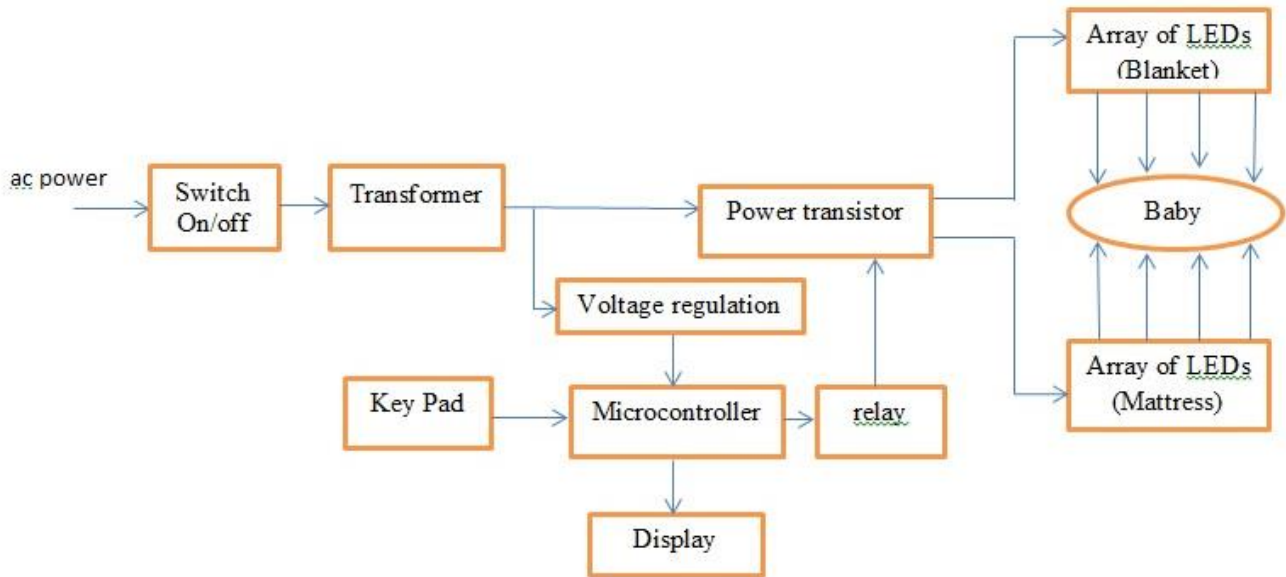 Array of LEDs
(Blanket)
ac power
Switch
On/off
Transformer
Power transistor
Baby
Voltage regulation
Key Pad
Microcontroller
relay
Array of LEDs
(Mattress)
Display